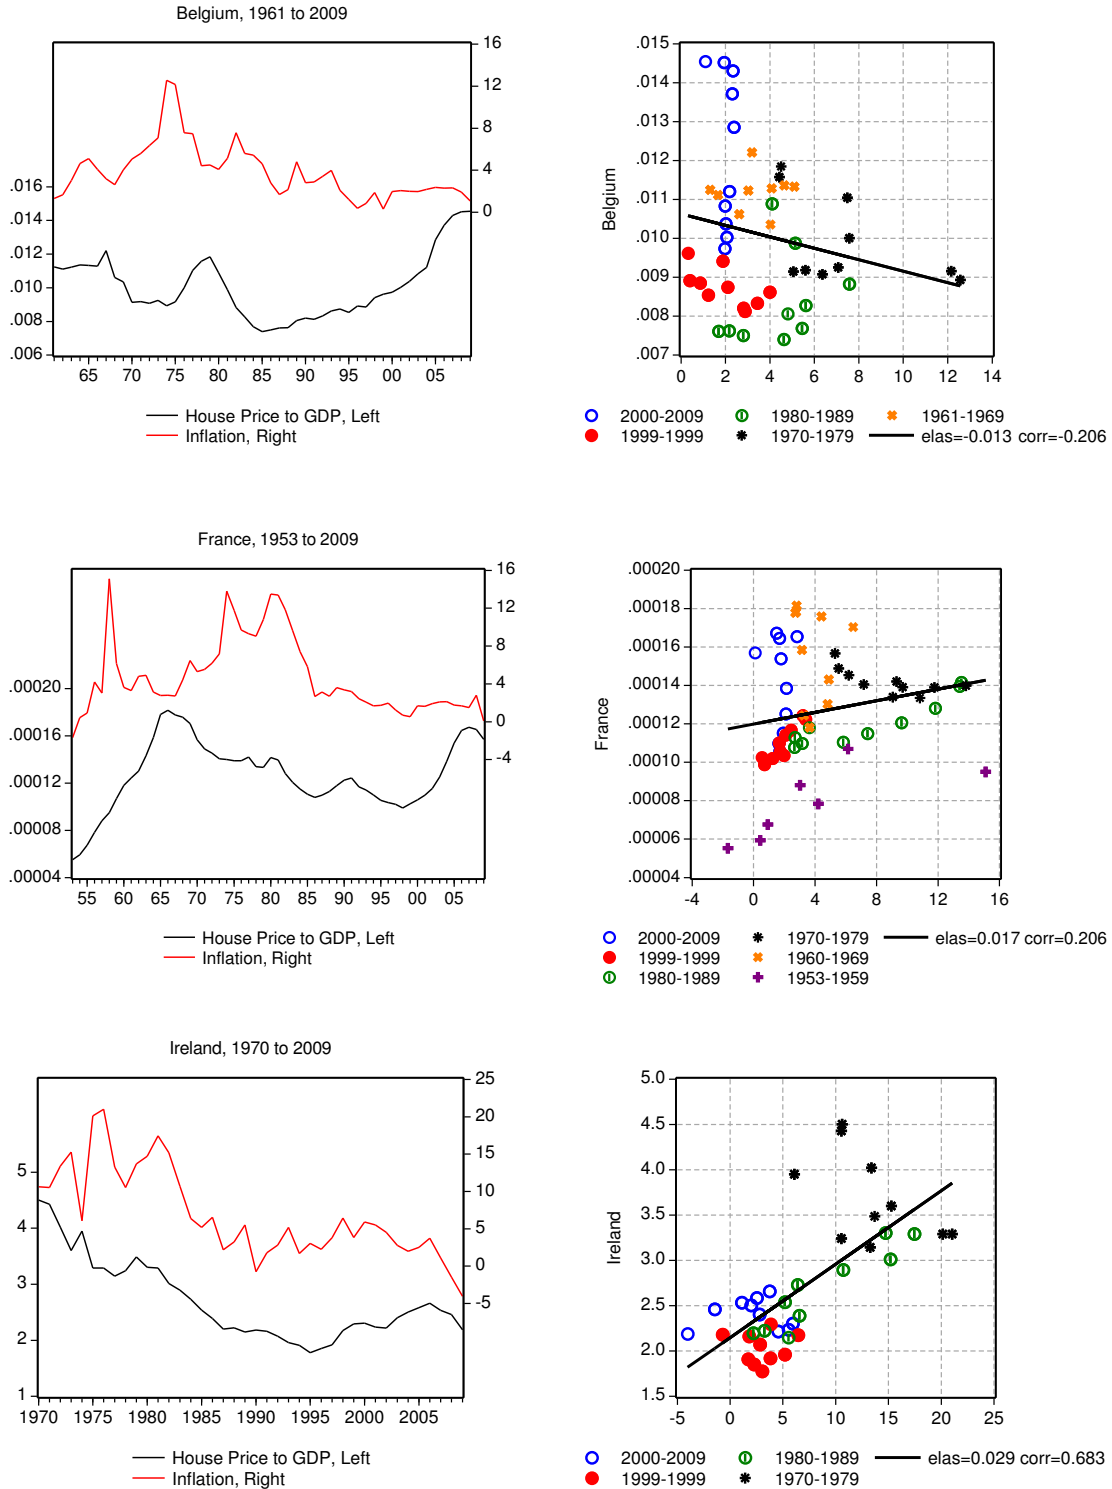 Belgium, 1961 to 2009
16
12
8
4
0
.016
.014
.012
.010
.008
.006
65 70 75 80 85 90 95 00 05
House Price to GDP, Left
Inflation, Right
Belgium
.015
.014
.013
.012
.011
.010
.009
.008
.007
0 2 4 6 8 10 12 14
2000-2009 1980-1989 1961-1969
1999-1999 1970-1979 elas=-0.013 corr=-0.206
France, 1953 to 2009
16
12
8
4
0
-4
.00020
.00016
.00012
.00008
.00004
55 60 65 70 75 80 85 90 95 00 05
House Price to GDP, Left
Inflation, Right
France
.00020
.00018
.00016
.00014
.00012
.00010
.00008
.00006
.00004
-4 0 4 8 12 16
2000-2009 1970-1979 elas=0.017 corr=0.206
1999-1999 1960-1969
1980-1989 1953-1959
Ireland, 1970 to 2009
25
20
15
10
5
0
-5
5
4
3
2
1
1970 1975 1980 1985 1990 1995 2000 2005
House Price to GDP, Left
Inflation, Right
Ireland
5.0
4.5
4.0
3.5
3.0
2.5
2.0
1.5
-5 0 5 10 15 20 25
2000-2009 1980-1989 elas=0.029 corr=0.683
1999-1999 1970-1979